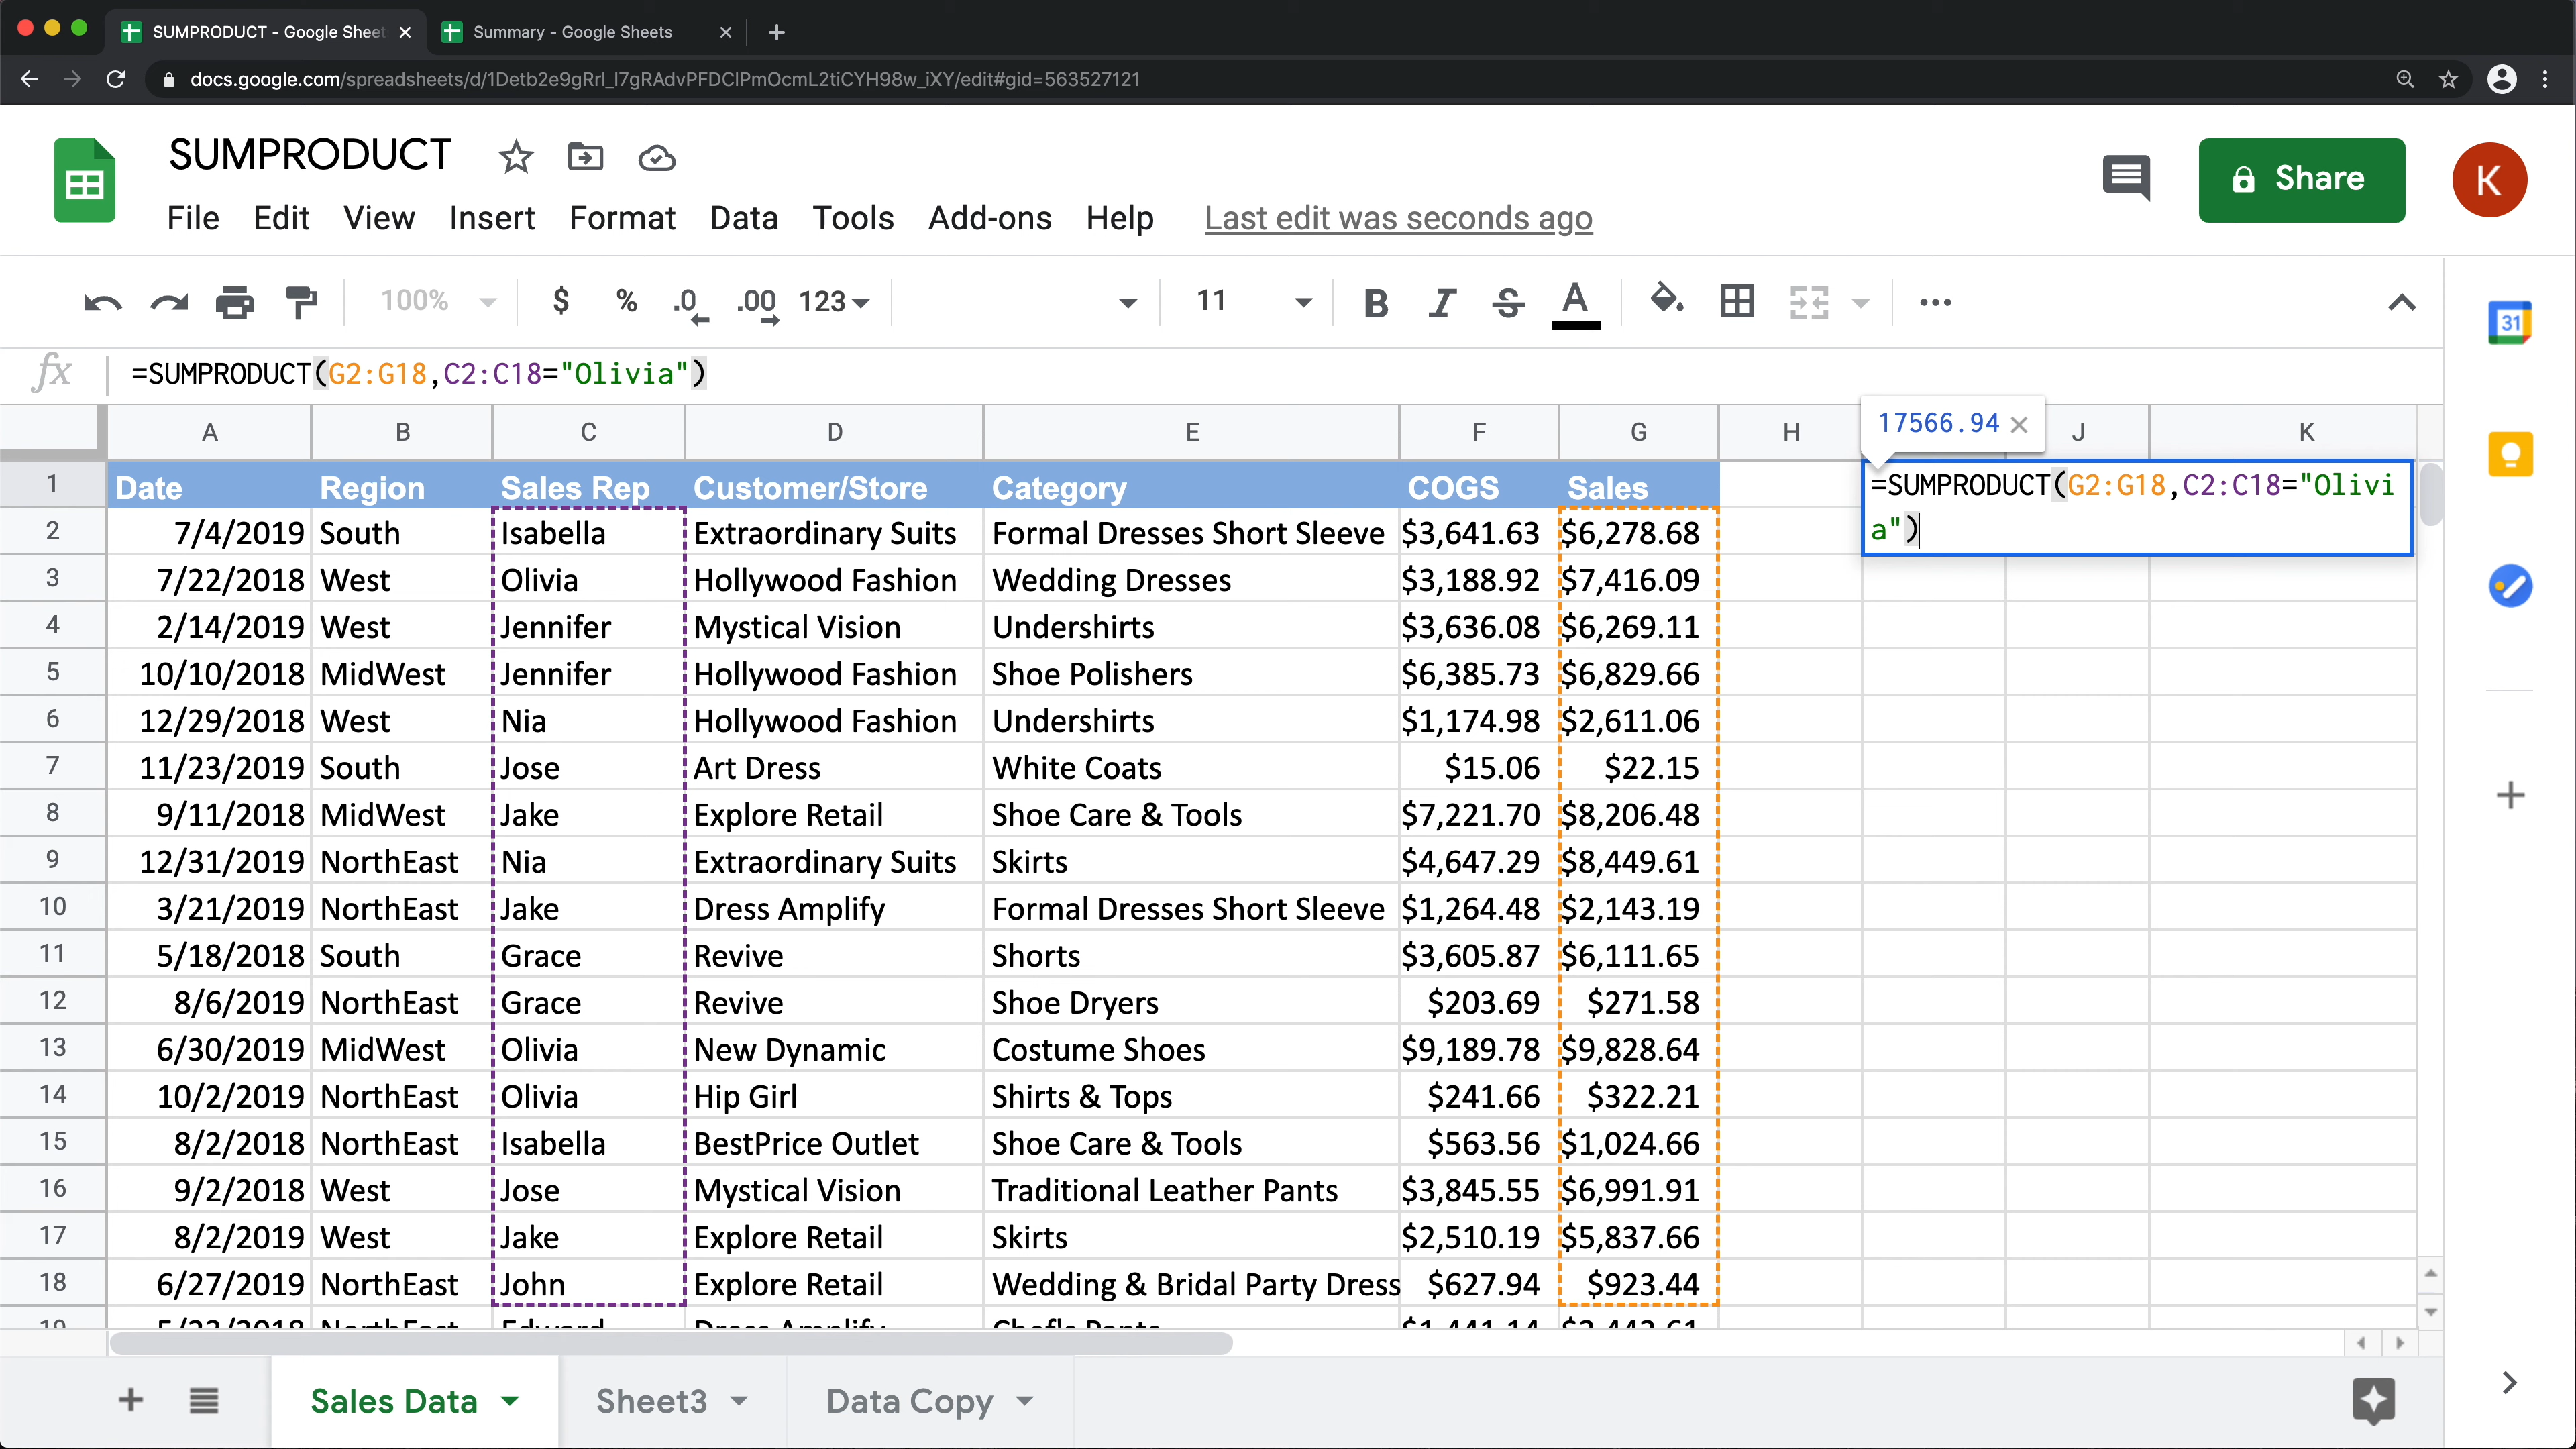 SUMPRODUCT - Google Sheet
Summary - Google Sheets
docs.google.com/spreadsheets/d/1Detb2e9gRrl_I7gRAdvPFDClPmOcmL2tiCYH98w_iXY/edit#gid=563527121
SUMPRODUCT
File Edit View Insert Format Data Tools Add-ons Help Last edit was seconds ago
Share
K
100% $ % .0 .00 123 11 B I S A
31
fx =SUMPRODUCT(G2:G18,C2:C18="Olivia")
17566.94
A B C D E F G H J K
1 Date Region Sales Rep Customer/Store Category COGS Sales
=SUMPRODUCT(G2:G18,C2:C18="Olivi
a")
2 7/4/2019 South Isabella Extraordinary Suits Formal Dresses Short Sleeve $3,641.63 $6,278.68
3 7/22/2018 West Olivia Hollywood Fashion Wedding Dresses $3,188.92 $7,416.09
4 2/14/2019 West Jennifer Mystical Vision Undershirts $3,636.08 $6,269.11
5 10/10/2018 MidWest Jennifer Hollywood Fashion Shoe Polishers $6,385.73 $6,829.66
6 12/29/2018 West Nia Hollywood Fashion Undershirts $1,174.98 $2,611.06
7 11/23/2019 South Jose Art Dress White Coats $15.06 $22.15
8 9/11/2018 MidWest Jake Explore Retail Shoe Care & Tools $7,221.70 $8,206.48
9 12/31/2019 NorthEast Nia Extraordinary Suits Skirts $4,647.29 $8,449.61
10 3/21/2019 NorthEast Jake Dress Amplify Formal Dresses Short Sleeve $1,264.48 $2,143.19
11 5/18/2018 South Grace Revive Shorts $3,605.87 $6,111.65
12 8/6/2019 NorthEast Grace Revive Shoe Dryers $203.69 $271.58
13 6/30/2019 MidWest Olivia New Dynamic Costume Shoes $9,189.78 $9,828.64
14 10/2/2019 NorthEast Olivia Hip Girl Shirts & Tops $241.66 $322.21
15 8/2/2018 NorthEast Isabella BestPrice Outlet Shoe Care & Tools $563.56 $1,024.66
16 9/2/2018 West Jose Mystical Vision Traditional Leather Pants $3,845.55 $6,991.91
17 8/2/2019 West Jake Explore Retail Skirts $2,510.19 $5,837.66
18 6/27/2019 NorthEast John Explore Retail Wedding & Bridal Party Dress $627.94 $923.44
19 NorthEast Edward Dress Amplify Chef's Pants
Sales Data Sheet3 Data Copy